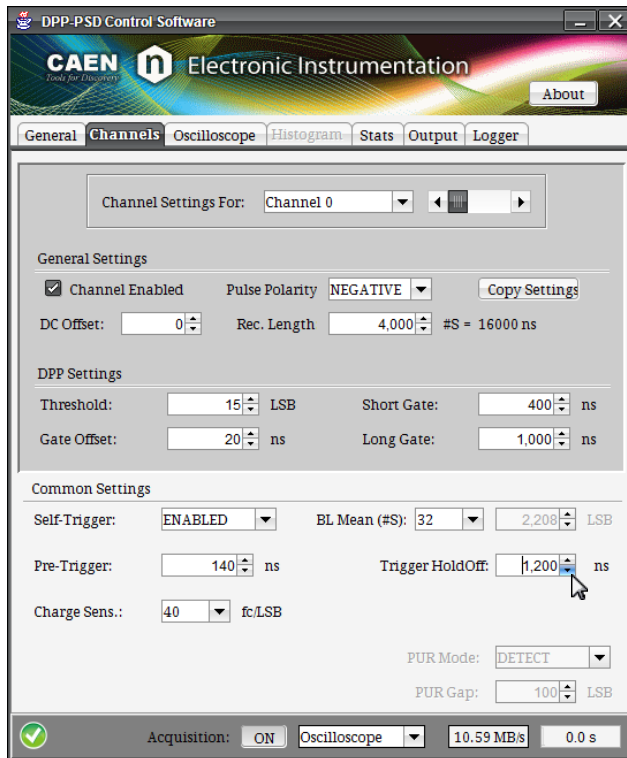 DPP-PSD Control Software
CAEN n Electronic Instrumentation
Tools for Discovery
About
General Channels Oscilloscope Histogram Stats Output Logger
Channel Settings For: Channel 0
General Settings
Channel Enabled Pulse Polarity NEGATIVE Copy Settings
DC Offset: 0 Rec. Length 4,000 #S = 16000 ns
DPP Settings
Threshold: 15 LSB Short Gate: 400 ns
Gate Offset: 20 ns Long Gate: 1,000 ns
Common Settings
Self-Trigger: ENABLED BL Mean (#S): 32 2,208 LSB
Pre-Trigger: 140 ns Trigger HoldOff: 1,200 ns
Charge Sens.: 40 fc/LSB
PUR Mode: DETECT
PUR Gap: 100 LSB
Acquisition: ON Oscilloscope 10.59 MB/s 0.0 s